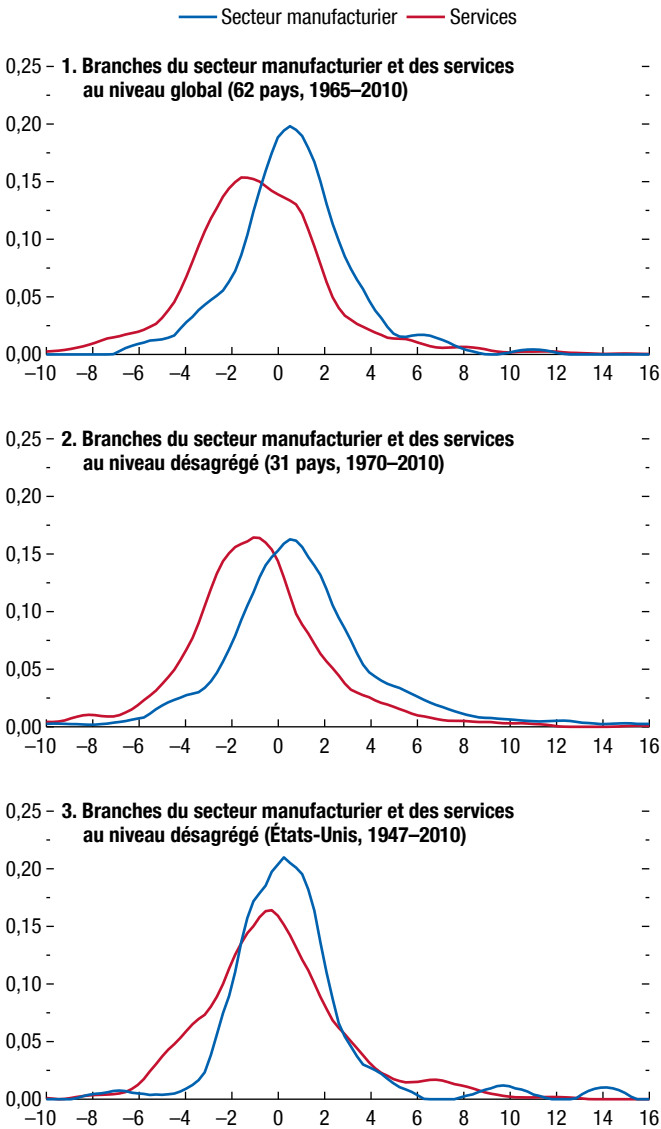 Secteur manufacturier Services
1. Branches du secteur manufacturier et des services
au niveau global (62 pays, 1965–2010)
0,25
0,20
0,15
0,10
0,05
0,00
–10 –8 –6 –4 –2 0 2 4 6 8 10 12 14 16
2. Branches du secteur manufacturier et des services
au niveau désagrégé (31 pays, 1970–2010)
0,25
0,20
0,15
0,10
0,05
0,00
–10 –8 –6 –4 –2 0 2 4 6 8 10 12 14 16
3. Branches du secteur manufacturier et des services
au niveau désagrégé (États-Unis, 1947–2010)
0,25
0,20
0,15
0,10
0,05
0,00
–10 –8 –6 –4 –2 0 2 4 6 8 10 12 14 16